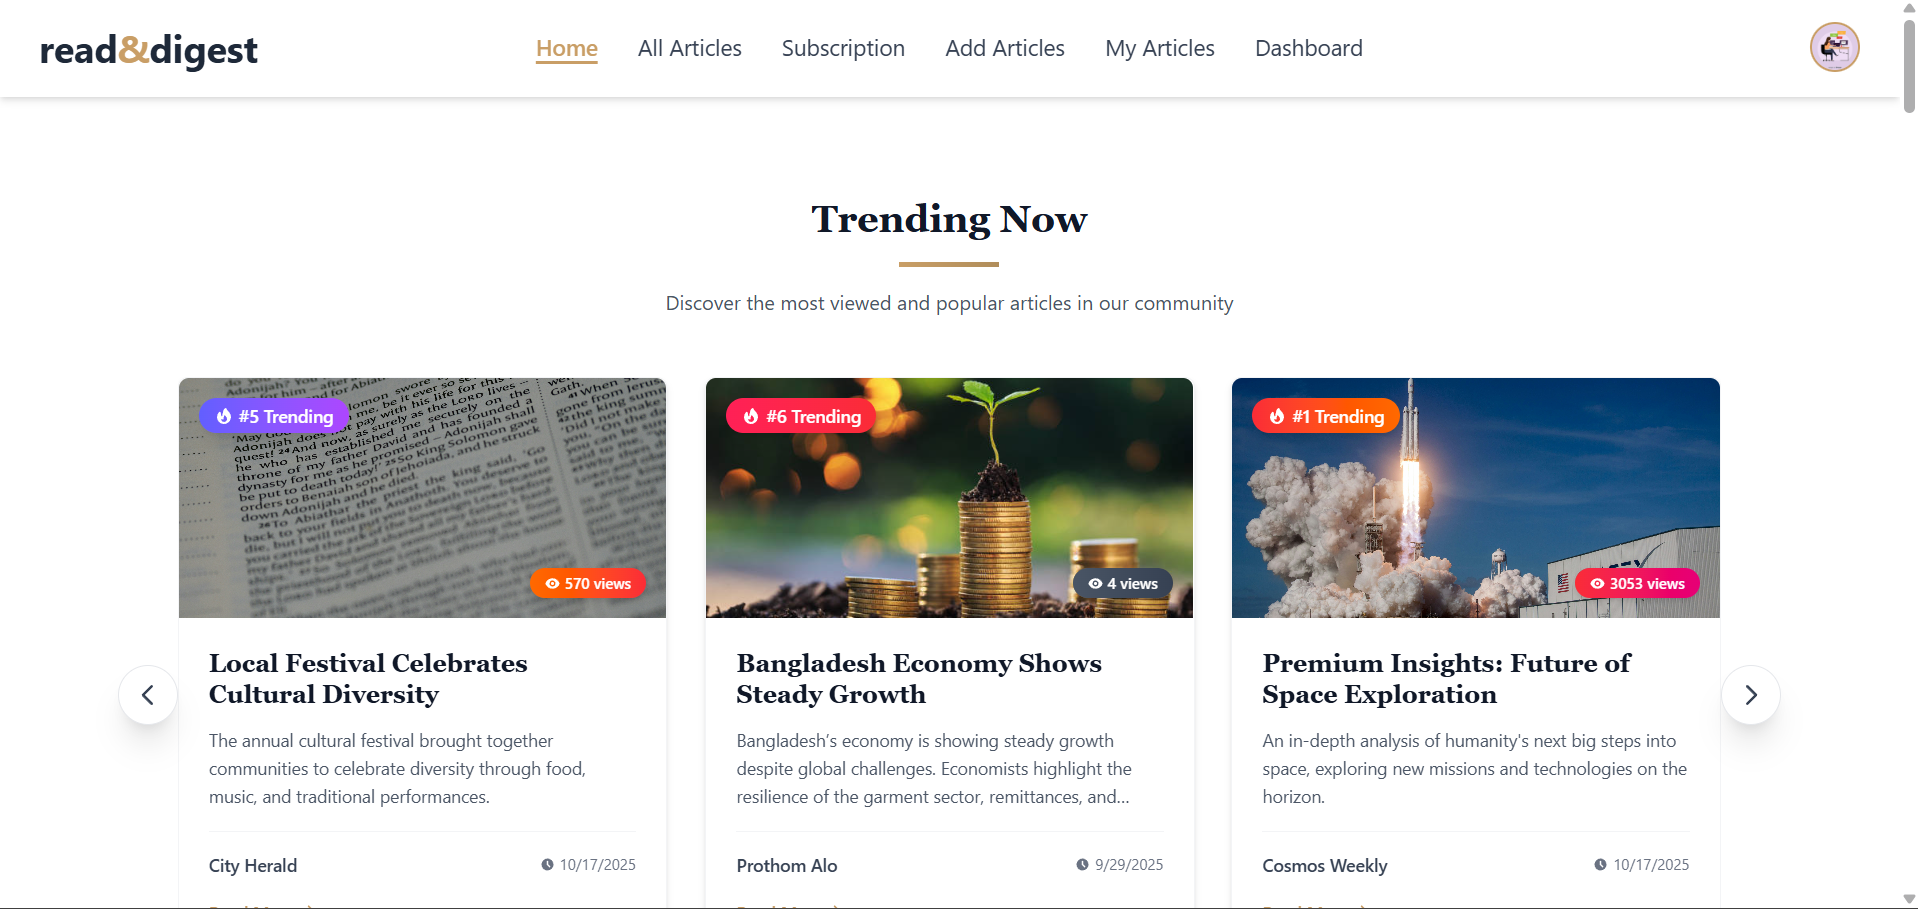 read&digest
Home
All Articles
Subscription
Add Articles
My Articles
Dashboard
Trending Now
Discover the most viewed and popular articles in our community
#5 Trending
570 views
Local Festival Celebrates
Cultural Diversity
The annual cultural festival brought together
communities to celebrate diversity through food,
music, and traditional performances.
City Herald
10/17/2025
#6 Trending
4 views
Bangladesh Economy Shows
Steady Growth
Bangladesh’s economy is showing steady growth
despite global challenges. Economists highlight the
resilience of the garment sector, remittances, and...
Prothom Alo
9/29/2025
#1 Trending
3053 views
Premium Insights: Future of
Space Exploration
An in-depth analysis of humanity's next big steps into
space, exploring new missions and technologies on the
horizon.
Cosmos Weekly
10/17/2025